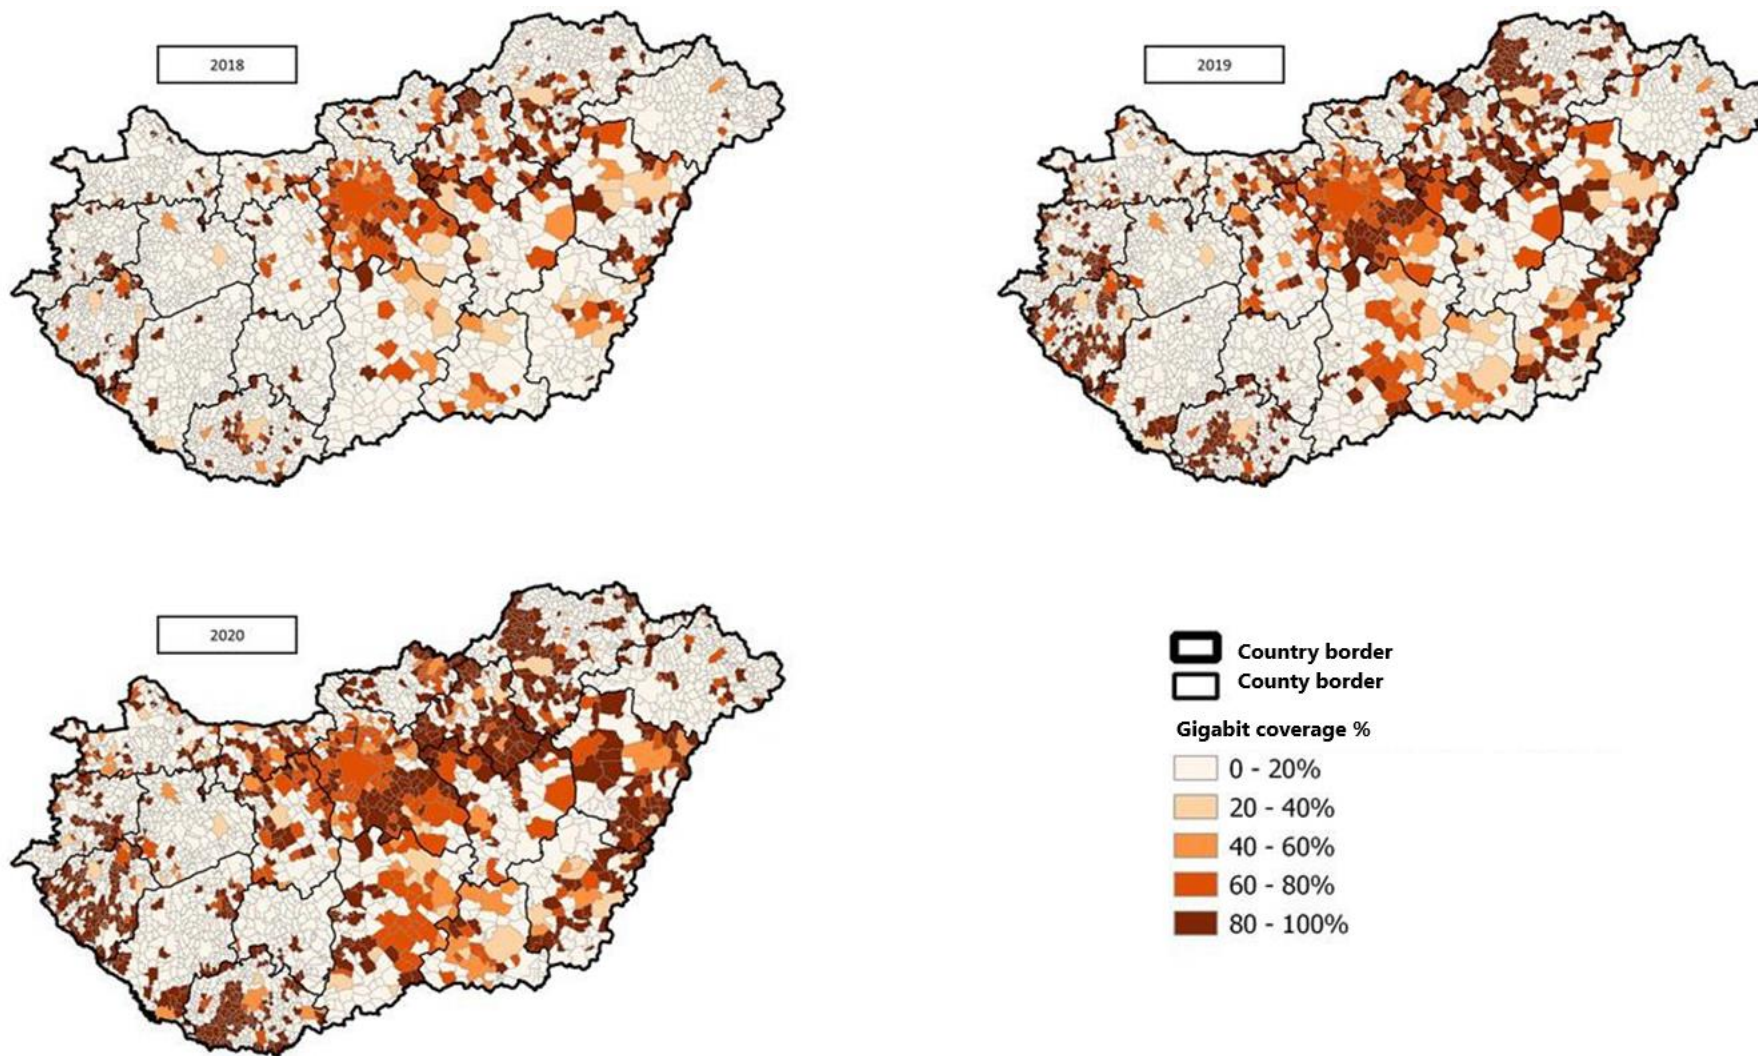 2018
2019
2020
Country border
County border
Gigabit coverage %
0 - 20%
20 - 40%
40 - 60%
60 - 80%
80 - 100%